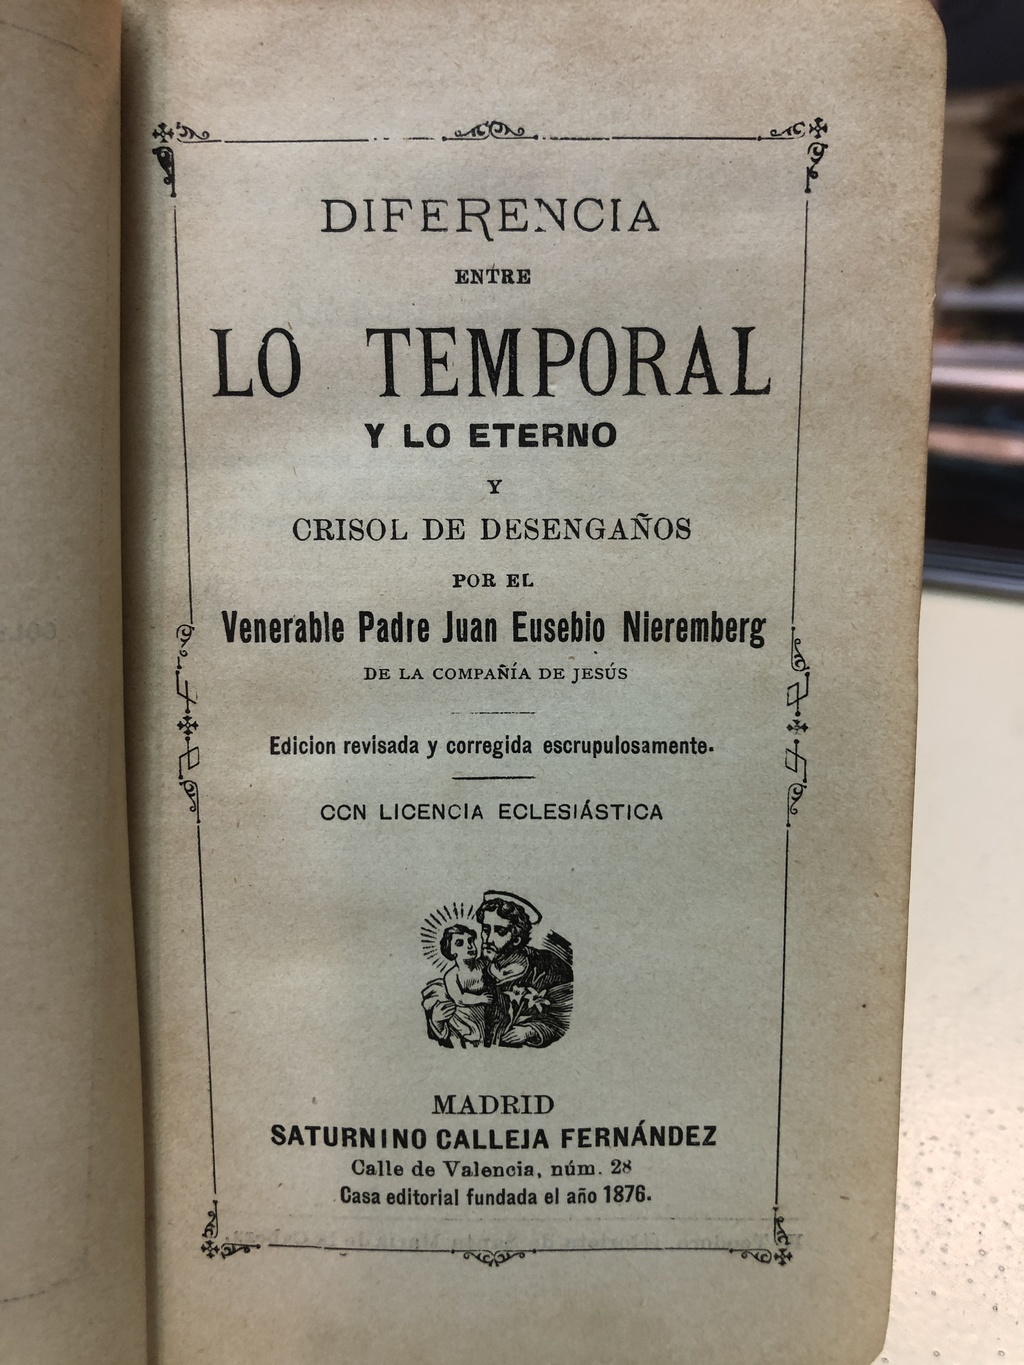 DIFERENCIA
ENTRE
LO TEMPORAL
Y LO ETERNO
Y
CRISOL DE DESENGAÑOS
POR EL
Venerable Padre Juan Eusebio Nieremberg
DE LA COMPAÑÍA DE JESÚS
Edicion revisada y corregida escrupulosamente.
CCN LICENCIA ECLESIÁSTICA
MADRID
SATURNINO CALLEJA FERNÁNDEZ
Calle de Valencia, núm. 28
Casa editorial fundada el año 1876.